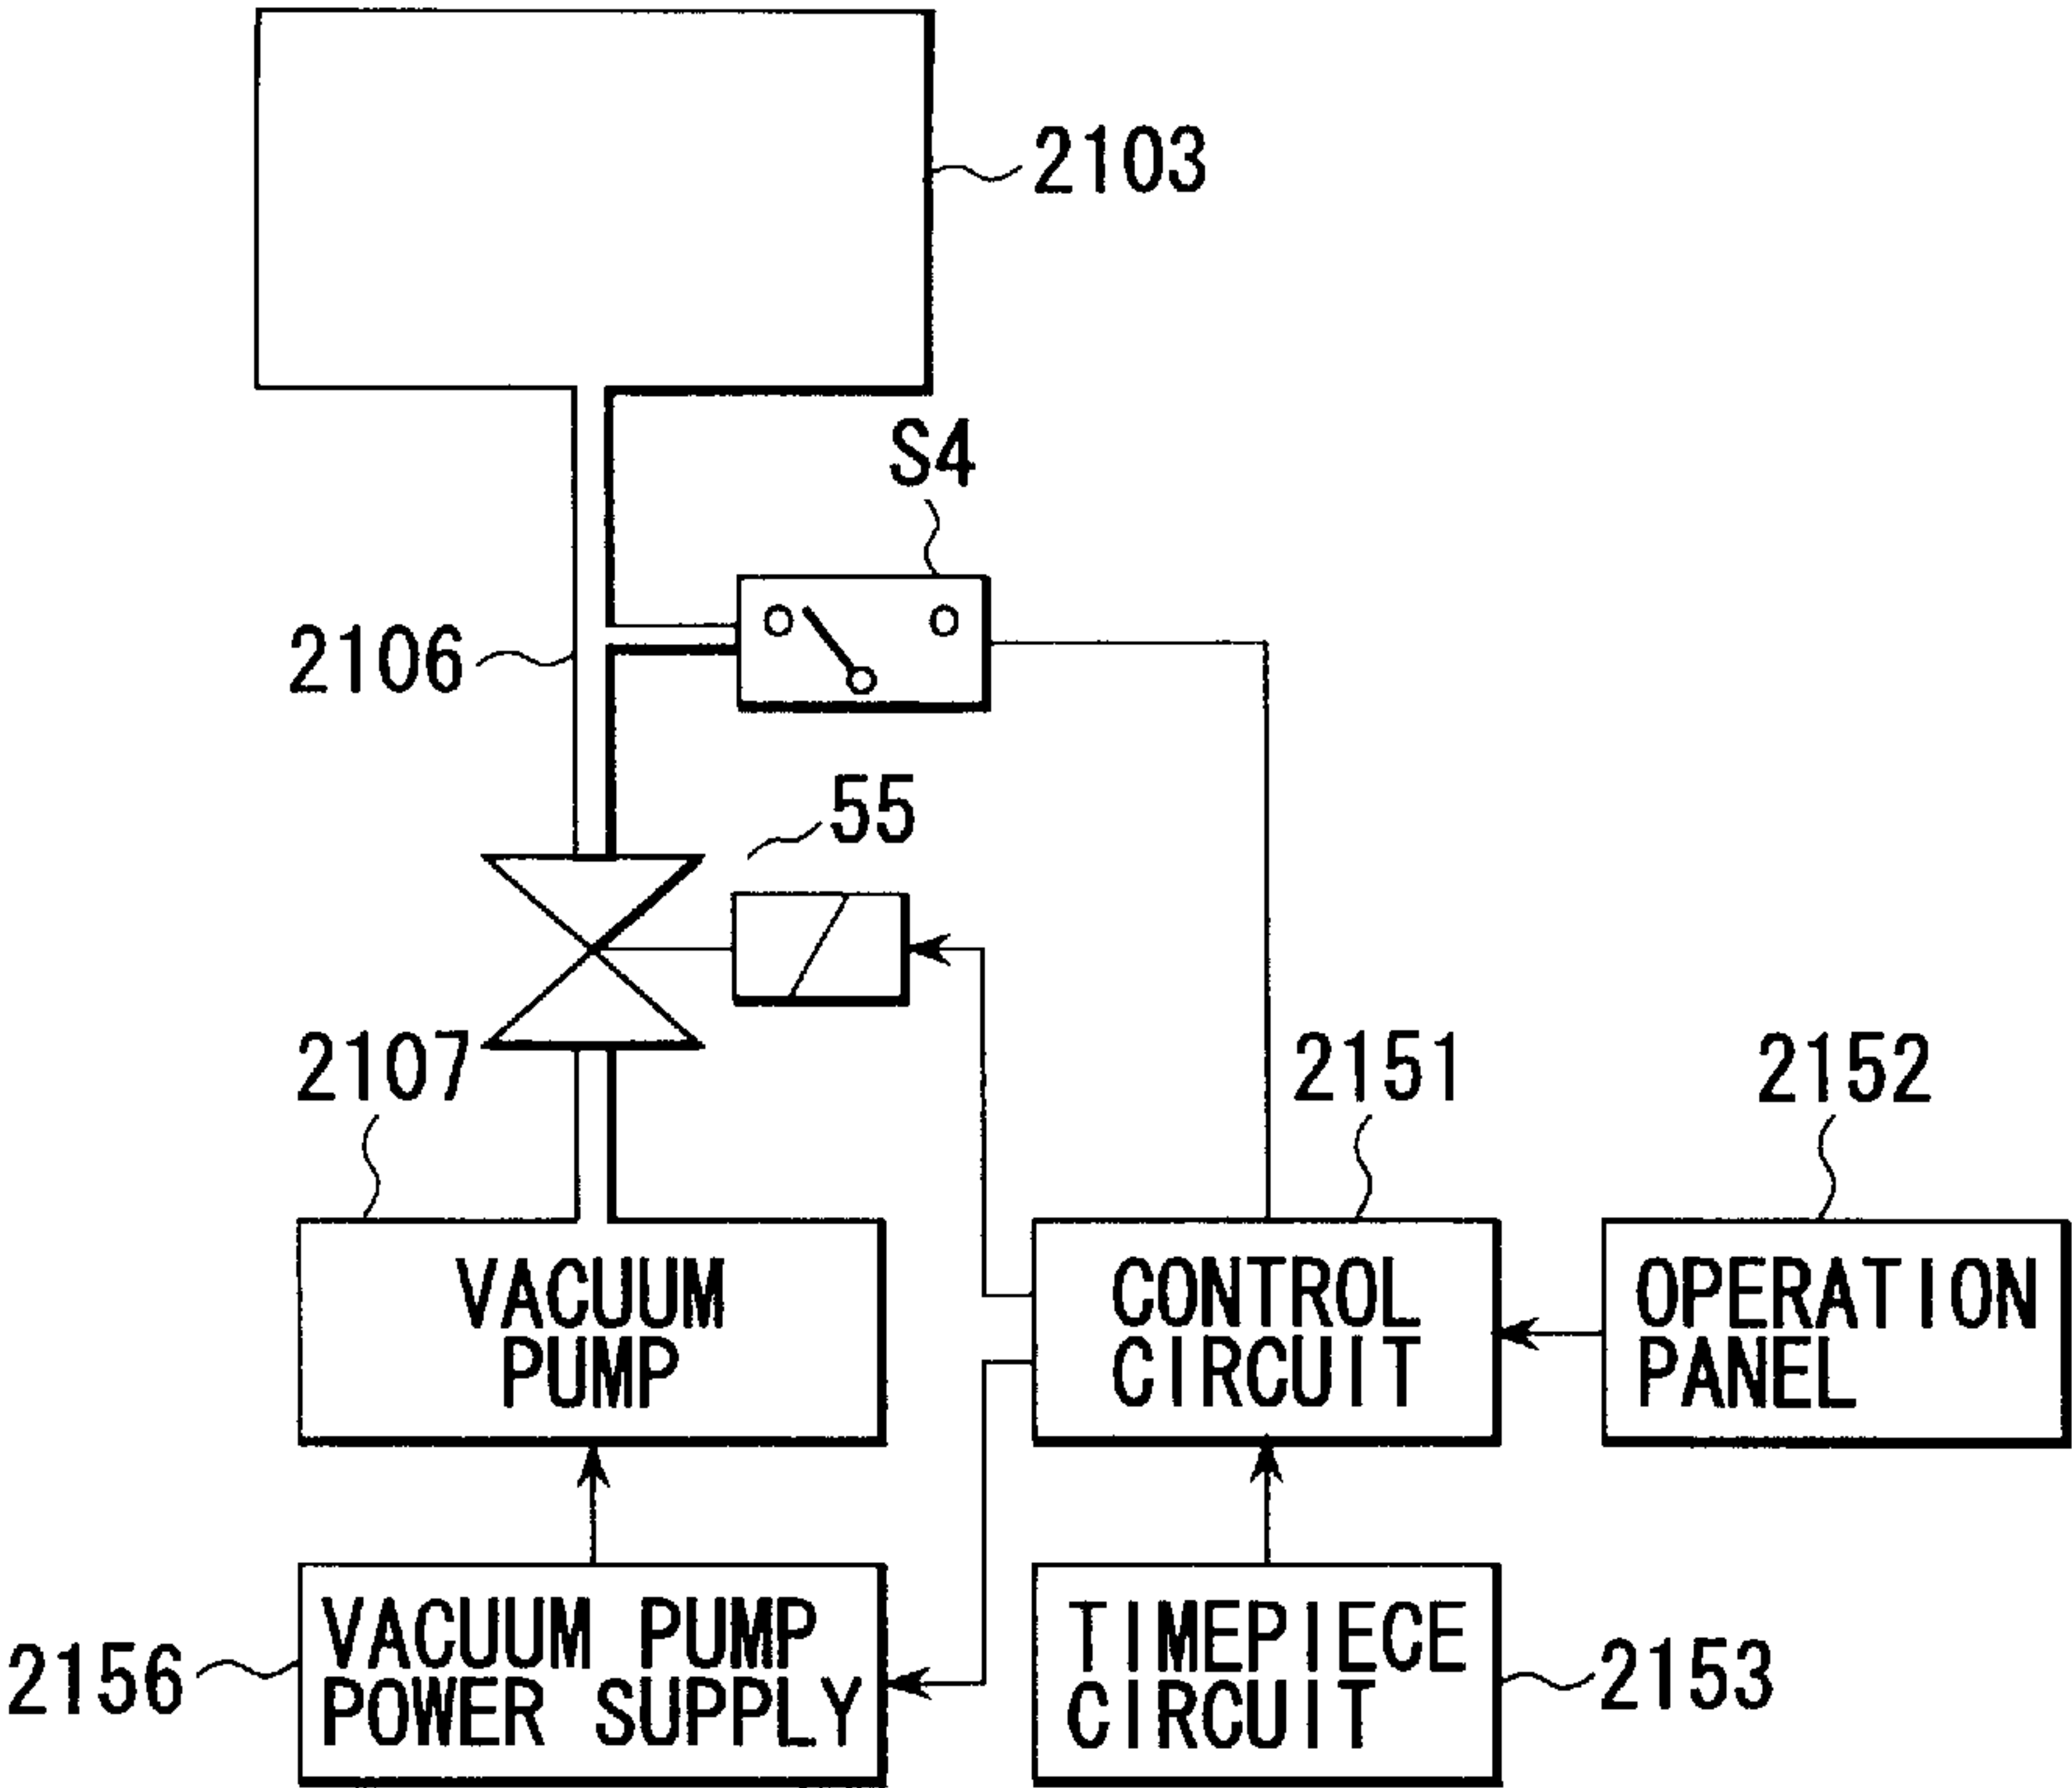 2103
S4
2106
55
2107
2151
2152
VACUUM
PUMP
CONTROL
CIRCUIT
OPERATION
PANEL
2156
VACUUM PUMP
POWER SUPPLY
TIMEPIECE
CIRCUIT
2153